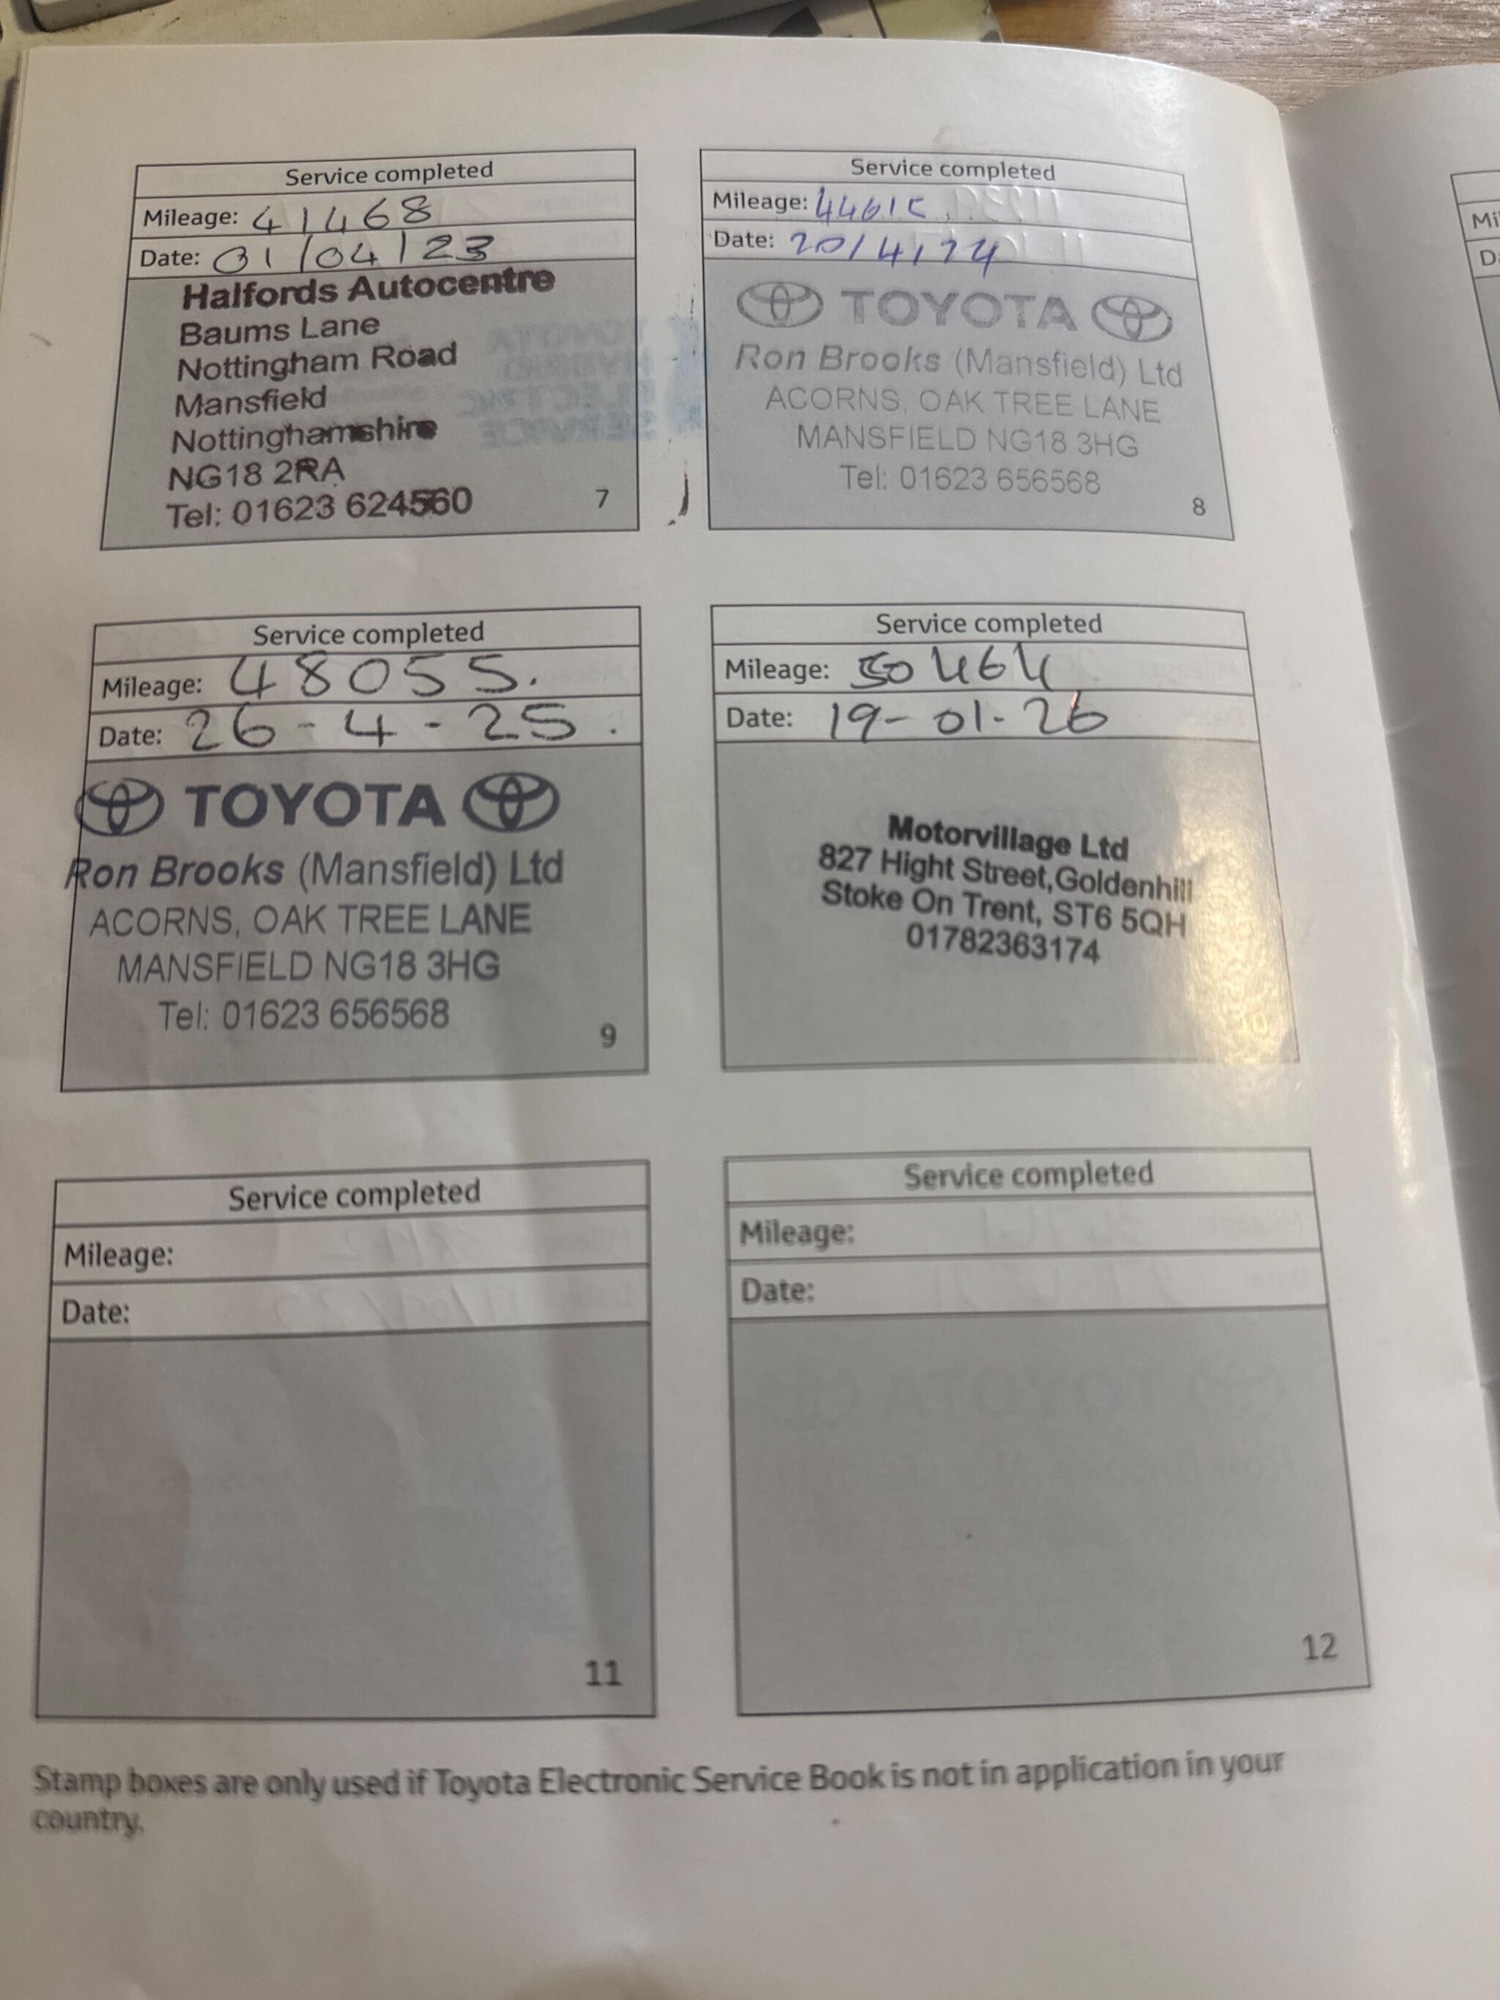 Service completed
Mileage: 41468
Date: 01/04/23
Halfords Autocentre
Baums Lane
Nottingham Road
Mansfield
Nottinghamshire
NG18 2RA
Tel: 01623 624560
7
Service completed
Mileage:
Date: 20/4/24
TOYOTA
Ron Brooks (Mansfield) Ltd
ACORNS, OAK TREE LANE
MANSFIELD NG18 3HG
Tel: 01623 656568
8
Service completed
Mileage: 48055.
Date: 26-4-25.
TOYOTA
Ron Brooks (Mansfield) Ltd
ACORNS, OAK TREE LANE
MANSFIELD NG18 3HG
Tel: 01623 656568
9
Service completed
Mileage: 50464
Date: 19-01-26
Motorvillage Ltd
827 Hight Street,Goldenhill
Stoke On Trent, ST6 5QH
01782363174
Service completed
Mileage:
Date:
11
Service completed
Mileage:
Date:
12
Stamp boxes are only used if Toyota Electronic Service Book is not in application in your
country.